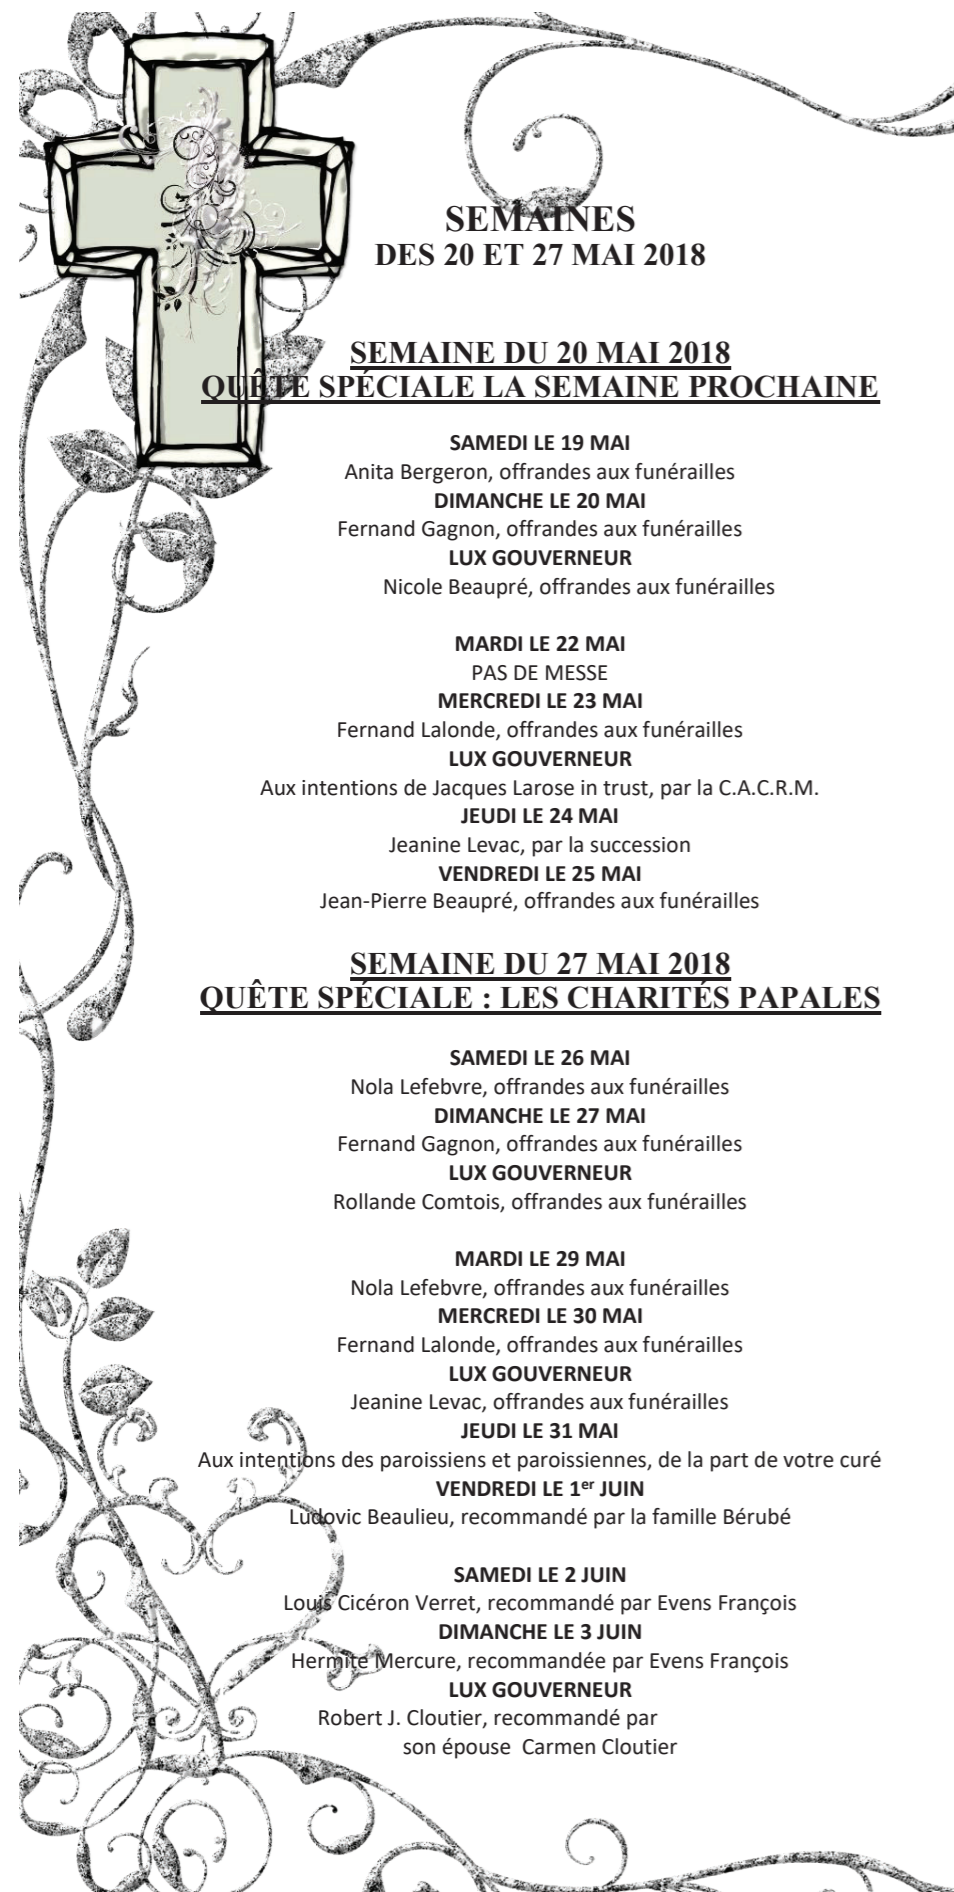 SEMAINES
DES 20 ET 27 MAI 2018
SEMAINE DU 20 MAI 2018
QUÊTE SPÉCIALE LA SEMAINE PROCHAINE
SAMEDI LE 19 MAI
Anita Bergeron, offrandes aux funérailles
DIMANCHE LE 20 MAI
Fernand Gagnon, offrandes aux funérailles
LUX GOUVERNEUR
Nicole Beaupré, offrandes aux funérailles
MARDI LE 22 MAI
PAS DE MESSE
MERCREDI LE 23 MAI
Fernand Lalonde, offrandes aux funérailles
LUX GOUVERNEUR
Aux intentions de Jacques Larose in trust, par la C.A.C.R.M.
JEUDI LE 24 MAI
Jeanine Levac, par la succession
VENDREDI LE 25 MAI
Jean-Pierre Beaupré, offrandes aux funérailles
SEMAINE DU 27 MAI 2018
QUÊTE SPÉCIALE : LES CHARITÉS PAPALES
SAMEDI LE 26 MAI
Nola Lefebvre, offrandes aux funérailles
DIMANCHE LE 27 MAI
Fernand Gagnon, offrandes aux funérailles
LUX GOUVERNEUR
Rollande Comtois, offrandes aux funérailles
MARDI LE 29 MAI
Nola Lefebvre, offrandes aux funérailles
MERCREDI LE 30 MAI
Fernand Lalonde, offrandes aux funérailles
LUX GOUVERNEUR
Jeanine Levac, offrandes aux funérailles
JEUDI LE 31 MAI
Aux intentions des paroissiens et paroissiennes, de la part de votre curé
VENDREDI LE 1er JUIN
Ludovic Beaulieu, recommandé par la famille Bérubé
SAMEDI LE 2 JUIN
Louis Cicéron Verret, recommandé par Evens François
DIMANCHE LE 3 JUIN
Hermite Mercure, recommandée par Evens François
LUX GOUVERNEUR
Robert J. Cloutier, recommandé par
son épouse Carmen Cloutier